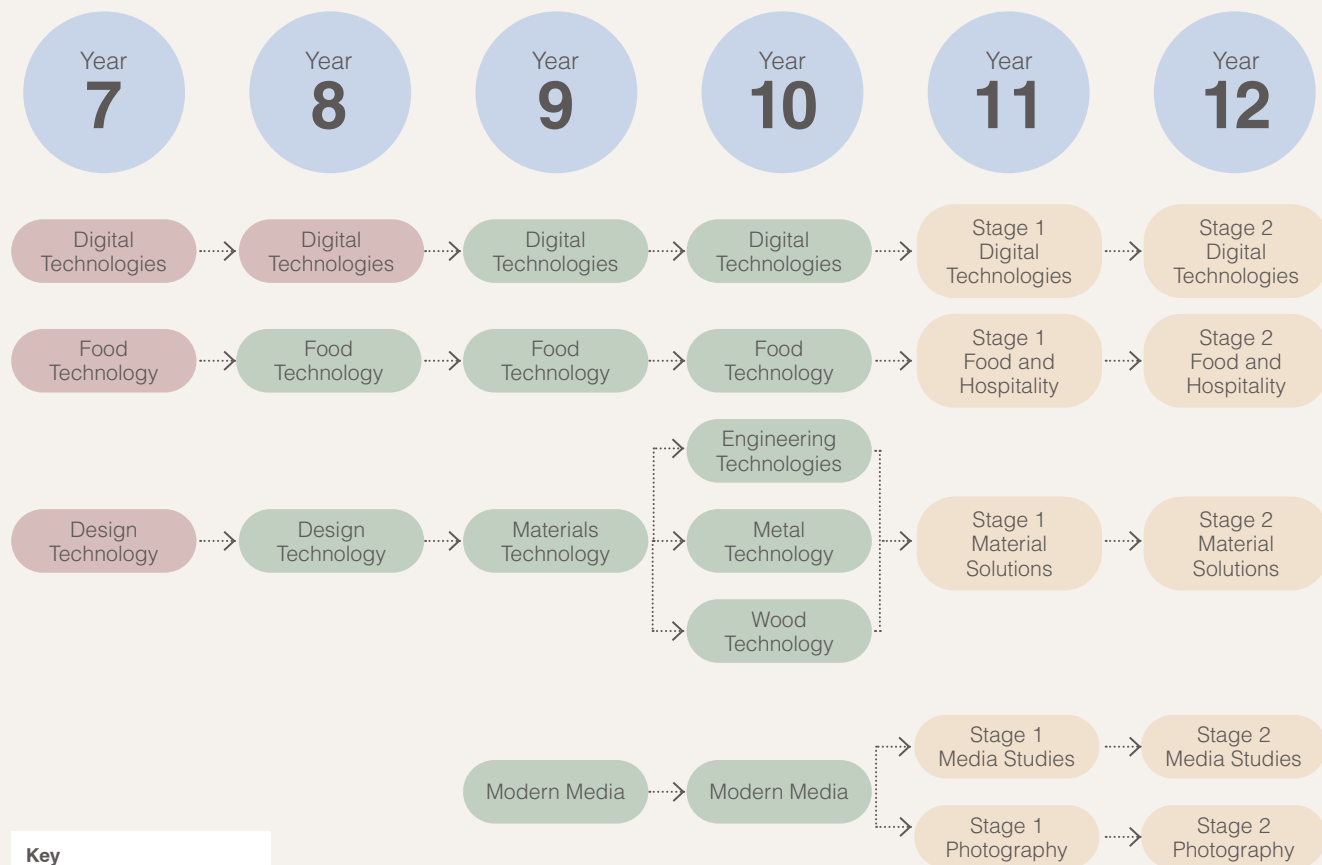 Year
7
Year
8
Year
9
Year
10
Year
11
Year
12
Digital
Technologies
Digital
Technologies
Digital
Technologies
Digital
Technologies
Stage 1
Digital
Technologies
Stage 2
Digital
Technologies
Food
Technology
Food
Technology
Food
Technology
Food
Technology
Stage 1
Food and
Hospitality
Stage 2
Food and
Hospitality
Design
Technology
Design
Technology
Materials
Technology
Engineering
Technologies
Metal
Technology
Wood
Technology
Stage 1
Material
Solutions
Stage 2
Material
Solutions
Modern Media
Modern Media
Stage 1
Media Studies
Stage 2
Media Studies
Stage 1
Photography
Stage 2
Photography
Key